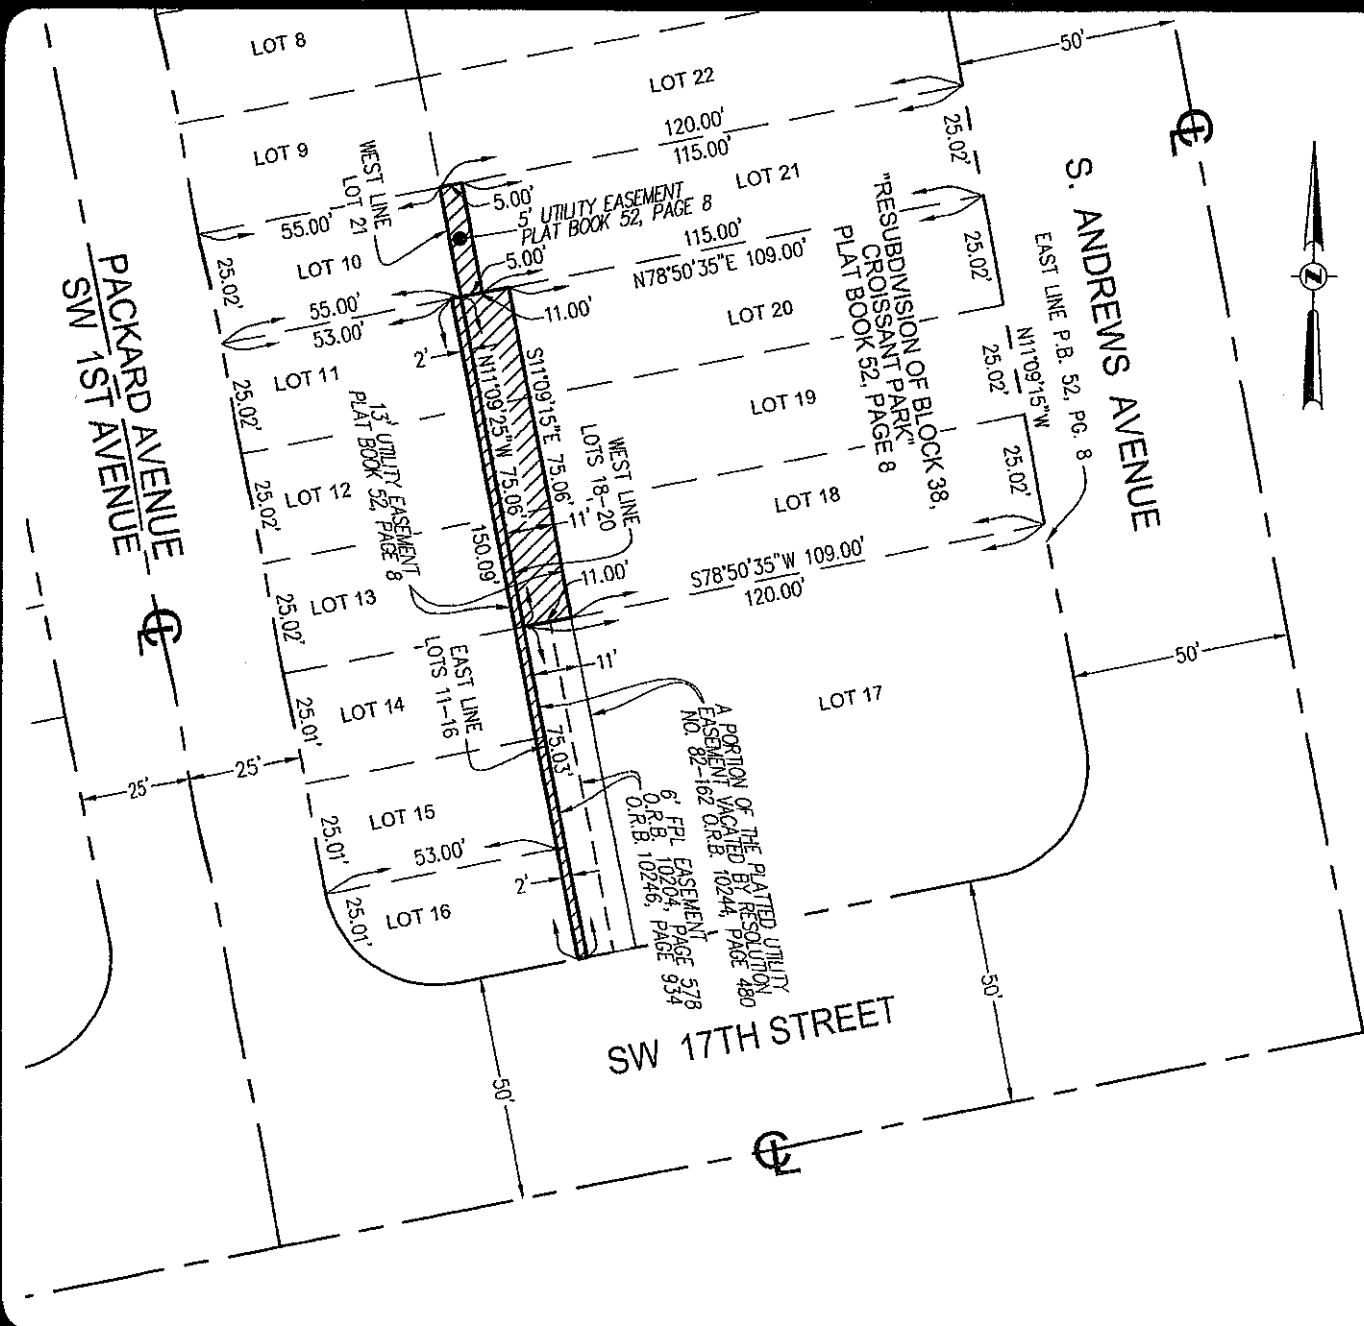 LOT 8
LOT 22
50'
120.00'
115.00'
25.02'
LOT 9
WEST LINE
LOT 21
LOT 21
5.00'
5' UTILITY EASEMENT
PLAT BOOK 52, PAGE 8
55.00'
LOT 10
25.02'
5.00'
115.00'
N78°50'35"E 109.00'
"RESUBDIVISION OF BLOCK 38,
CROISSANT PARK"
PLAT BOOK 52, PAGE 8
25.02'
S. ANDREWS AVENUE
EAST LINE P.B. 52, PG. 8
N11°09'15"W
25.02'
PACKARD AVENUE
SW 1ST AVENUE
55.00'
53.00'
11.00'
LOT 20
2'
LOT 11
25.02'
N11°09'25"W 75.06'
S11°09'15"E 75.06'
LOT 19
13' UTILITY EASEMENT
PLAT BOOK 52, PAGE 8
WEST LINE
LOTS 18-20
25.02'
LOT 12
25.02'
LOT 18
11'
150.09'
11.00'
S78°50'35"W 109.00'
120.00'
LOT 13
25.02'
EAST LINE
LOTS 11-16
11'
50'
LOT 14
25.01'
LOT 17
75.03'
A PORTION OF THE PLATTED UTILITY
EASEMENT VACATED BY RESOLUTION
NO. 82-162 O.R.B. 10244, PAGE 480
6' FPL EASEMENT
O.R.B. 10204, PAGE 578
O.R.B. 10246, PAGE 934
25'
25'
LOT 15
25.01'
53.00'
2'
LOT 16
25.01'
50'
SW 17TH STREET
50'
CL
CL
CL
N